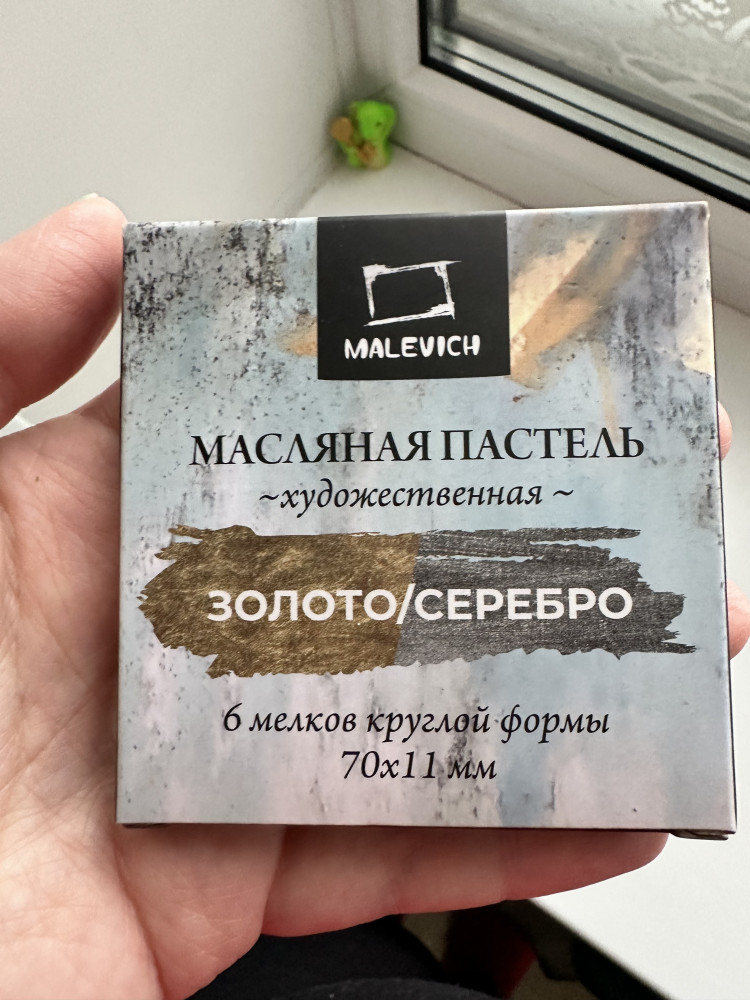 MALEVICH
МАСЛЯНАЯ ПАСТЕЛЬ
~художественная ~
ЗОЛОТО/СЕРЕБРО
6 мелков круглой формы
70х11 мм